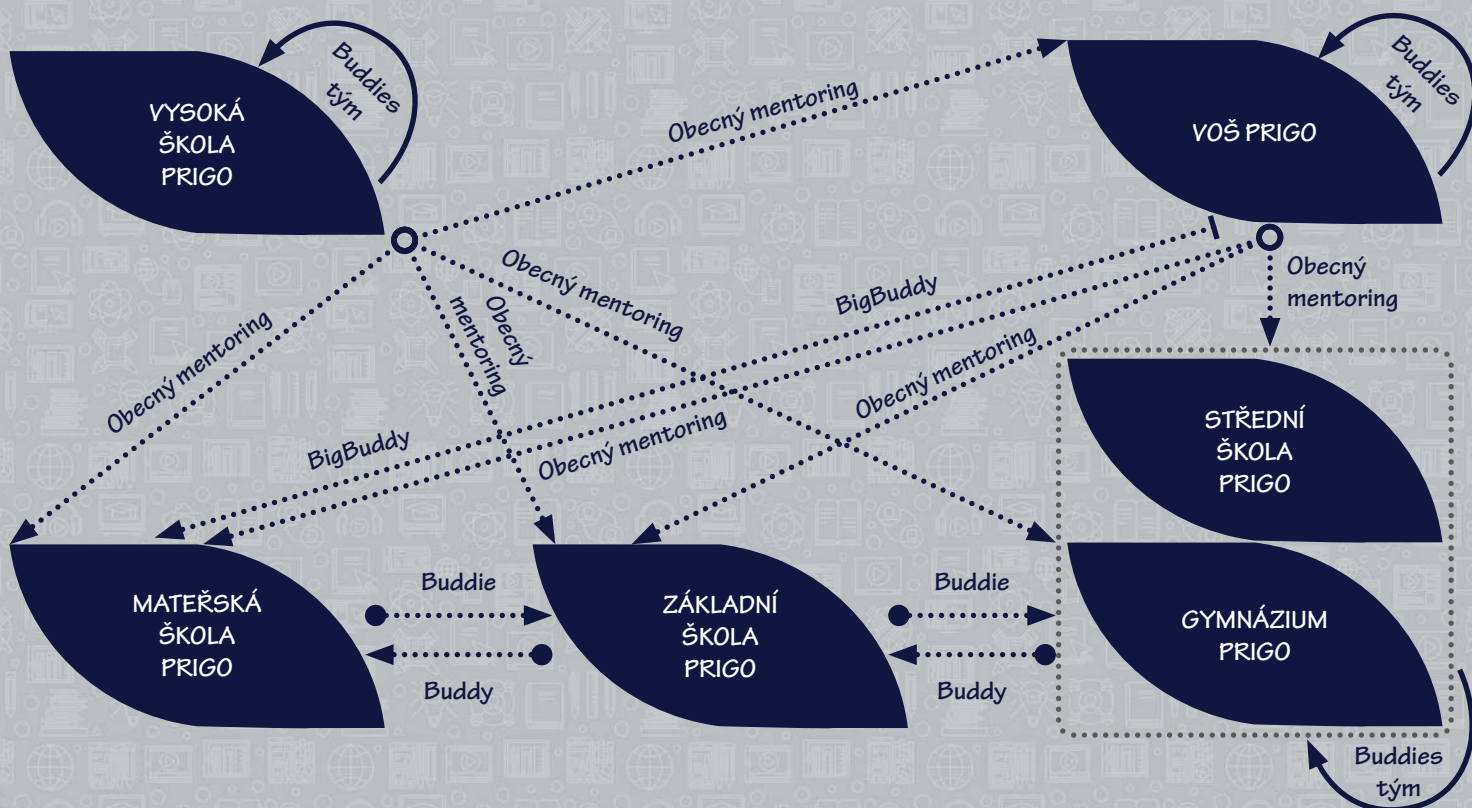 Buddies
tým
VYSOKÁ
ŠKOLA
PRIGO
Obecný mentoring
Buddies
tým
VOŠ PRIGO
Obecný mentoring
Obecný
mentoring
Obecný mentoring
BigBuddy
Obecný
mentoring
Obecný mentoring
BigBuddy
Obecný mentoring
STŘEDNÍ
ŠKOLA
PRIGO
MATEŘSKÁ
ŠKOLA
PRIGO
Buddie
Buddy
ZÁKLADNÍ
ŠKOLA
PRIGO
Buddie
Buddy
GYMNÁZIUM
PRIGO
Buddies
tým